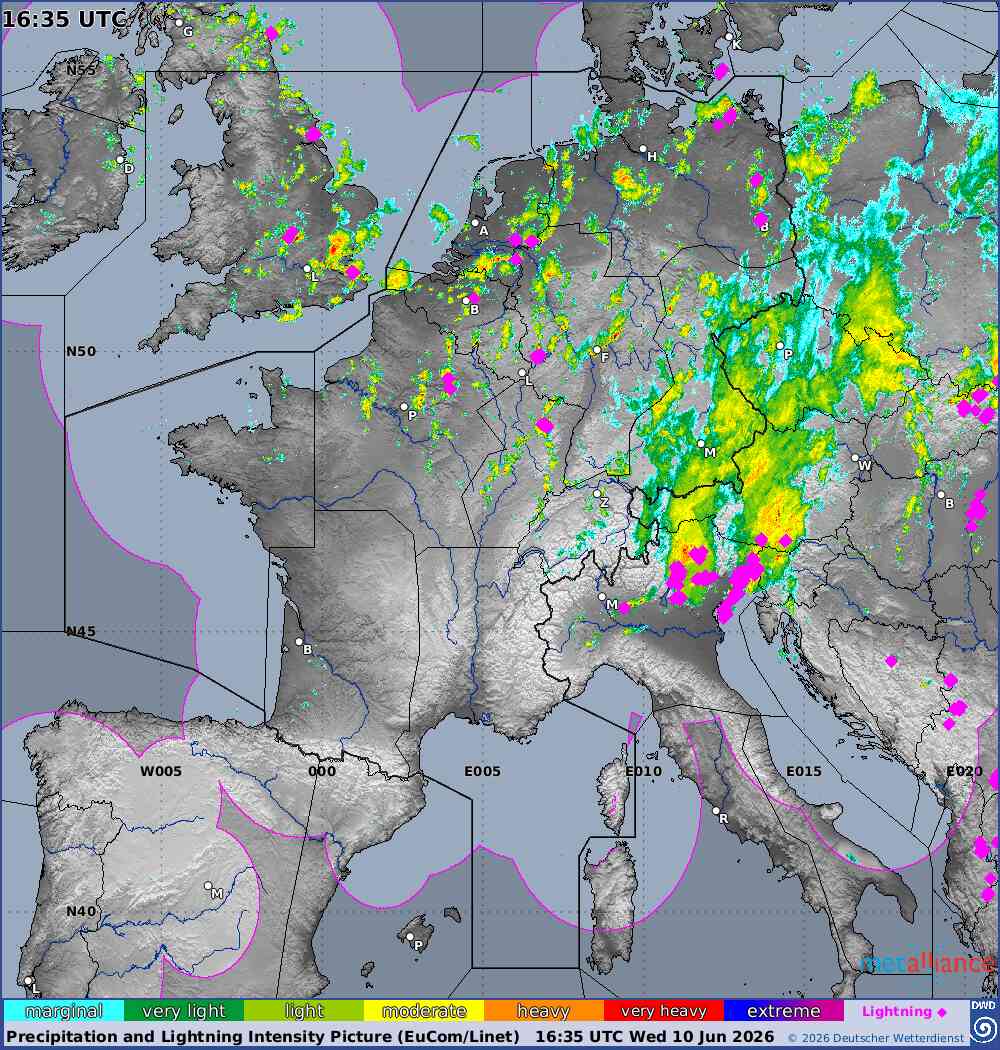 16:35 UTC
G
K
N55
H
D
A
B
L
B
N50
F
P
L
P
M
W
Z
B
M
N45
B
W005
000
E005
E010
E015
E020
R
M
N40
P
L
metalliance
marginal
very light
light
moderate
heavy
very heavy
extreme
Lightning
DWD
Precipitation and Lightning Intensity Picture (EuCom/Linet) 16:35 UTC Wed 10 Jun 2026 © 2026 Deutscher Wetterdienst